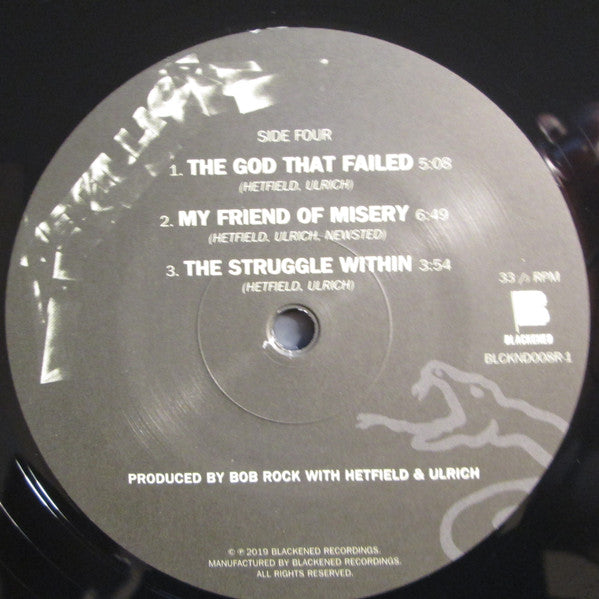 SIDE FOUR
1. THE GOD THAT FAILED 5:08
(HETFIELD, ULRICH)
2. MY FRIEND OF MISERY 6:49
(HETFIELD, ULRICH, NEWSTED)
3. THE STRUGGLE WITHIN 3:54
(HETFIELD, ULRICH)
33 ⅓ RPM
B
BLACKENED
BLCKND008R-1
PRODUCED BY BOB ROCK WITH HETFIELD & ULRICH
© ℗ 2019 BLACKENED RECORDINGS.
MANUFACTURED BY BLACKENED RECORDINGS.
ALL RIGHTS RESERVED.